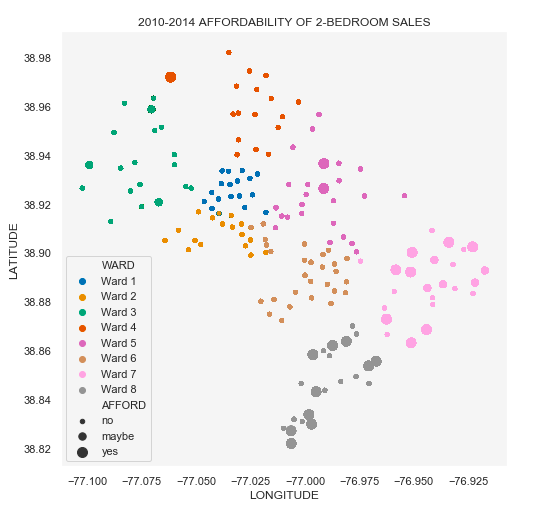 2010-2014 AFFORDABILITY OF 2-BEDROOM SALES
38.98
38.96
38.94
38.92
38.90
38.88
38.86
38.84
38.82
LATITUDE
WARD
Ward 1
Ward 2
Ward 3
Ward 4
Ward 5
Ward 6
Ward 7
Ward 8
AFFORD
no
maybe
yes
−77.100 −77.075 −77.050 −77.025 −77.000 −76.975 −76.950 −76.925
LONGITUDE